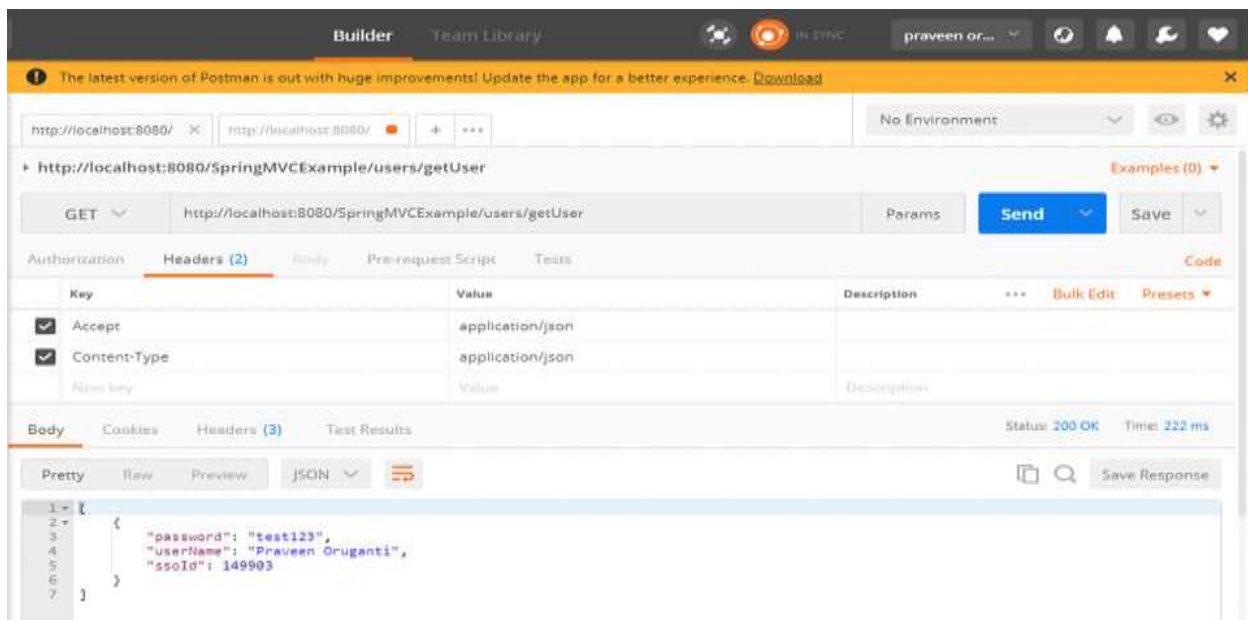 Builder Team Library IN SYNC praveen or...
The latest version of Postman is out with huge improvements! Update the app for a better experience. Download
http://localhost:8080/ http://localhost:8080/ + ••• No Environment
http://localhost:8080/SpringMVCExample/users/getUser Examples (0)
GET http://localhost:8080/SpringMVCExample/users/getUser Params Send Save
Authorization Headers (2) Body Pre-request Script Tests Code
Key Value Description ••• Bulk Edit Presets
Accept application/json
Content-Type application/json
New key Value Description
Body Cookies Headers (3) Test Results Status: 200 OK Time: 222 ms
Pretty Raw Preview JSON Save Response
1 [
2 {
3 "password": "test123",
4 "userName": "Praveen Oruganti",
5 "ssoId": 149903
6 }
7 ]